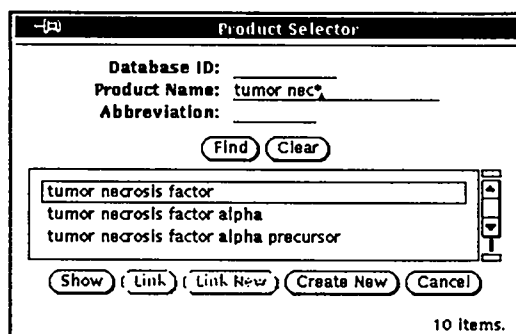 Product Selector
Database ID:
Product Name: tumor nec*
Abbreviation:
Find Clear
tumor necrosis factor
tumor necrosis factor alpha
tumor necrosis factor alpha precursor
Show Link Link New Create New Cancel
10 items.